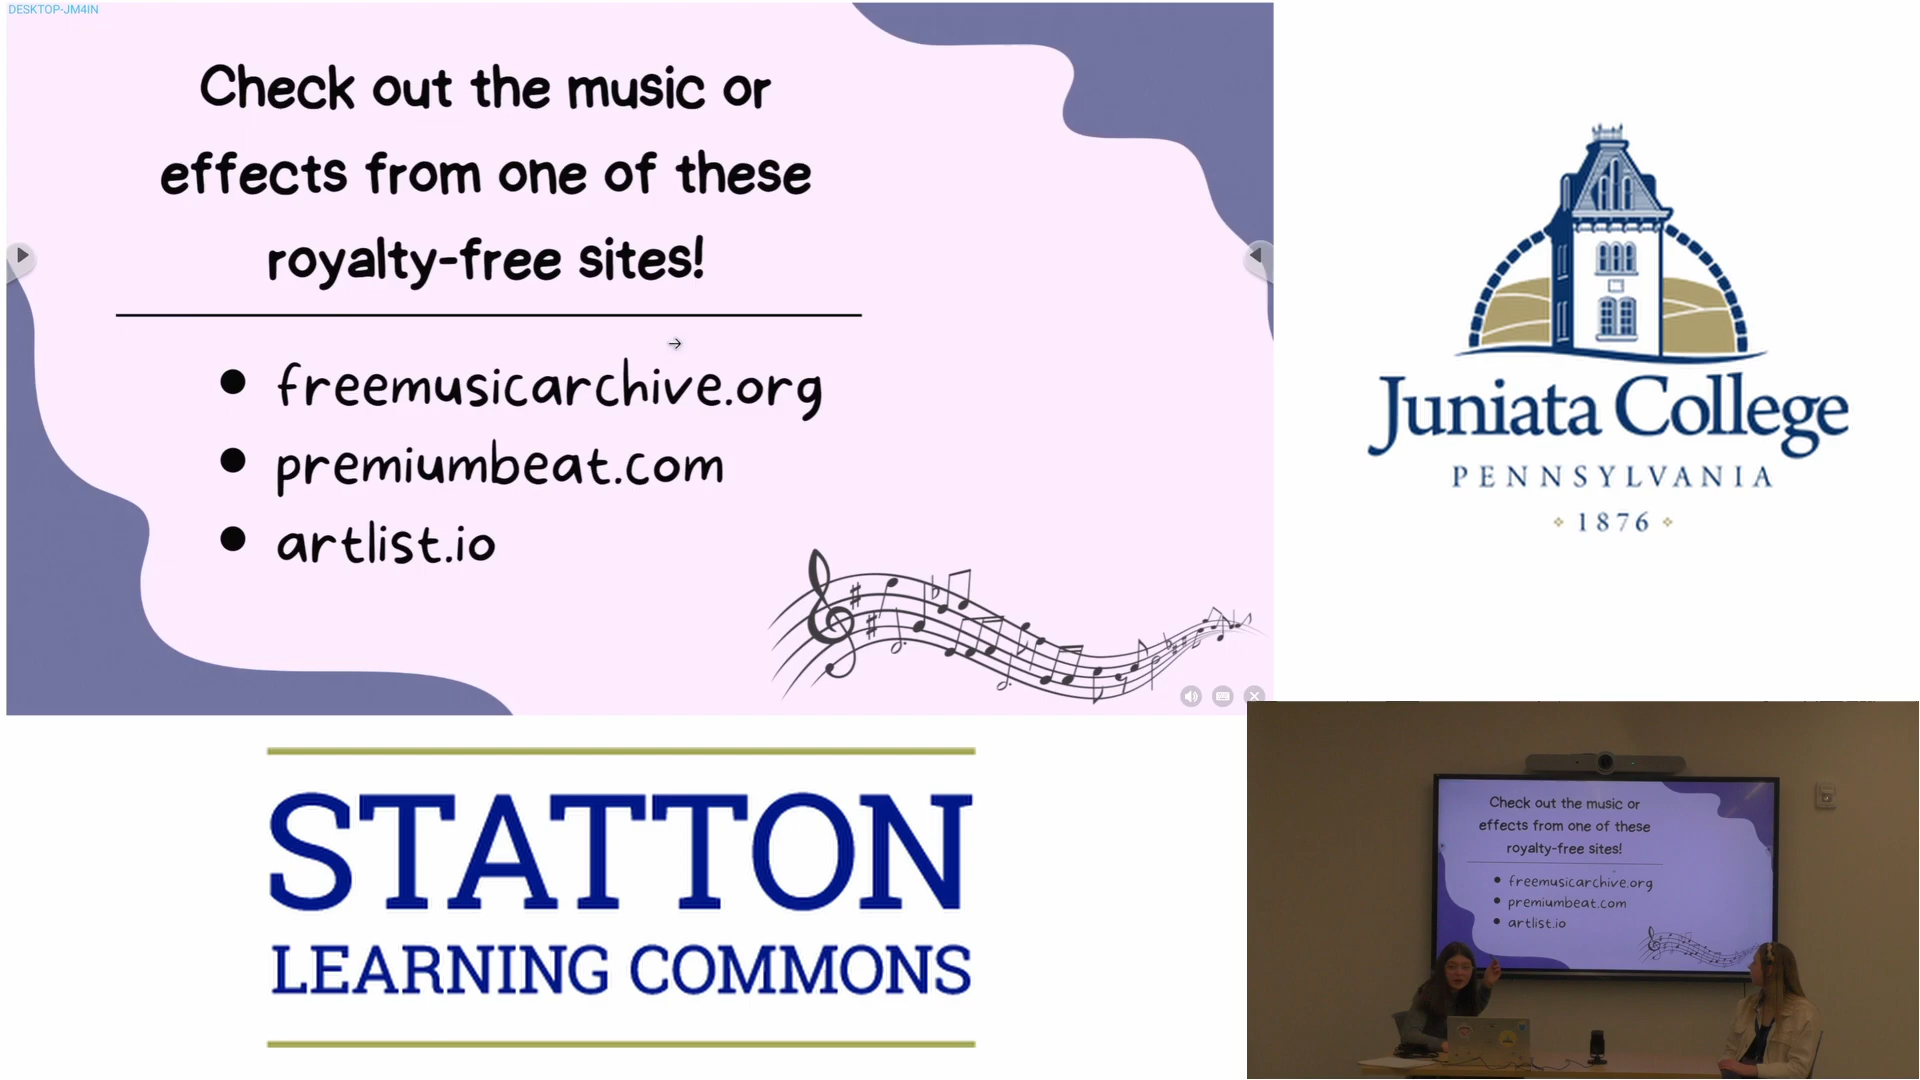 DESKTOP-JM4IN
Check out the music or
effects from one of these
royalty-free sites!
freemusicarchive.org
premiumbeat.com
artlist.io
Juniata College
PENNSYLVANIA
1876
STATTON
LEARNING COMMONS
Check out the music or
effects from one of these
royalty-free sites!
freemusicarchive.org
premiumbeat.com
artlist.io